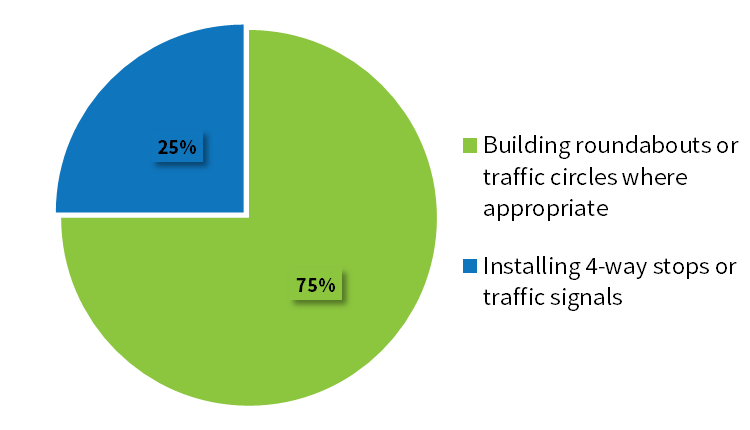 25%
75%
Building roundabouts or
traffic circles where
appropriate
Installing 4-way stops or
traffic signals